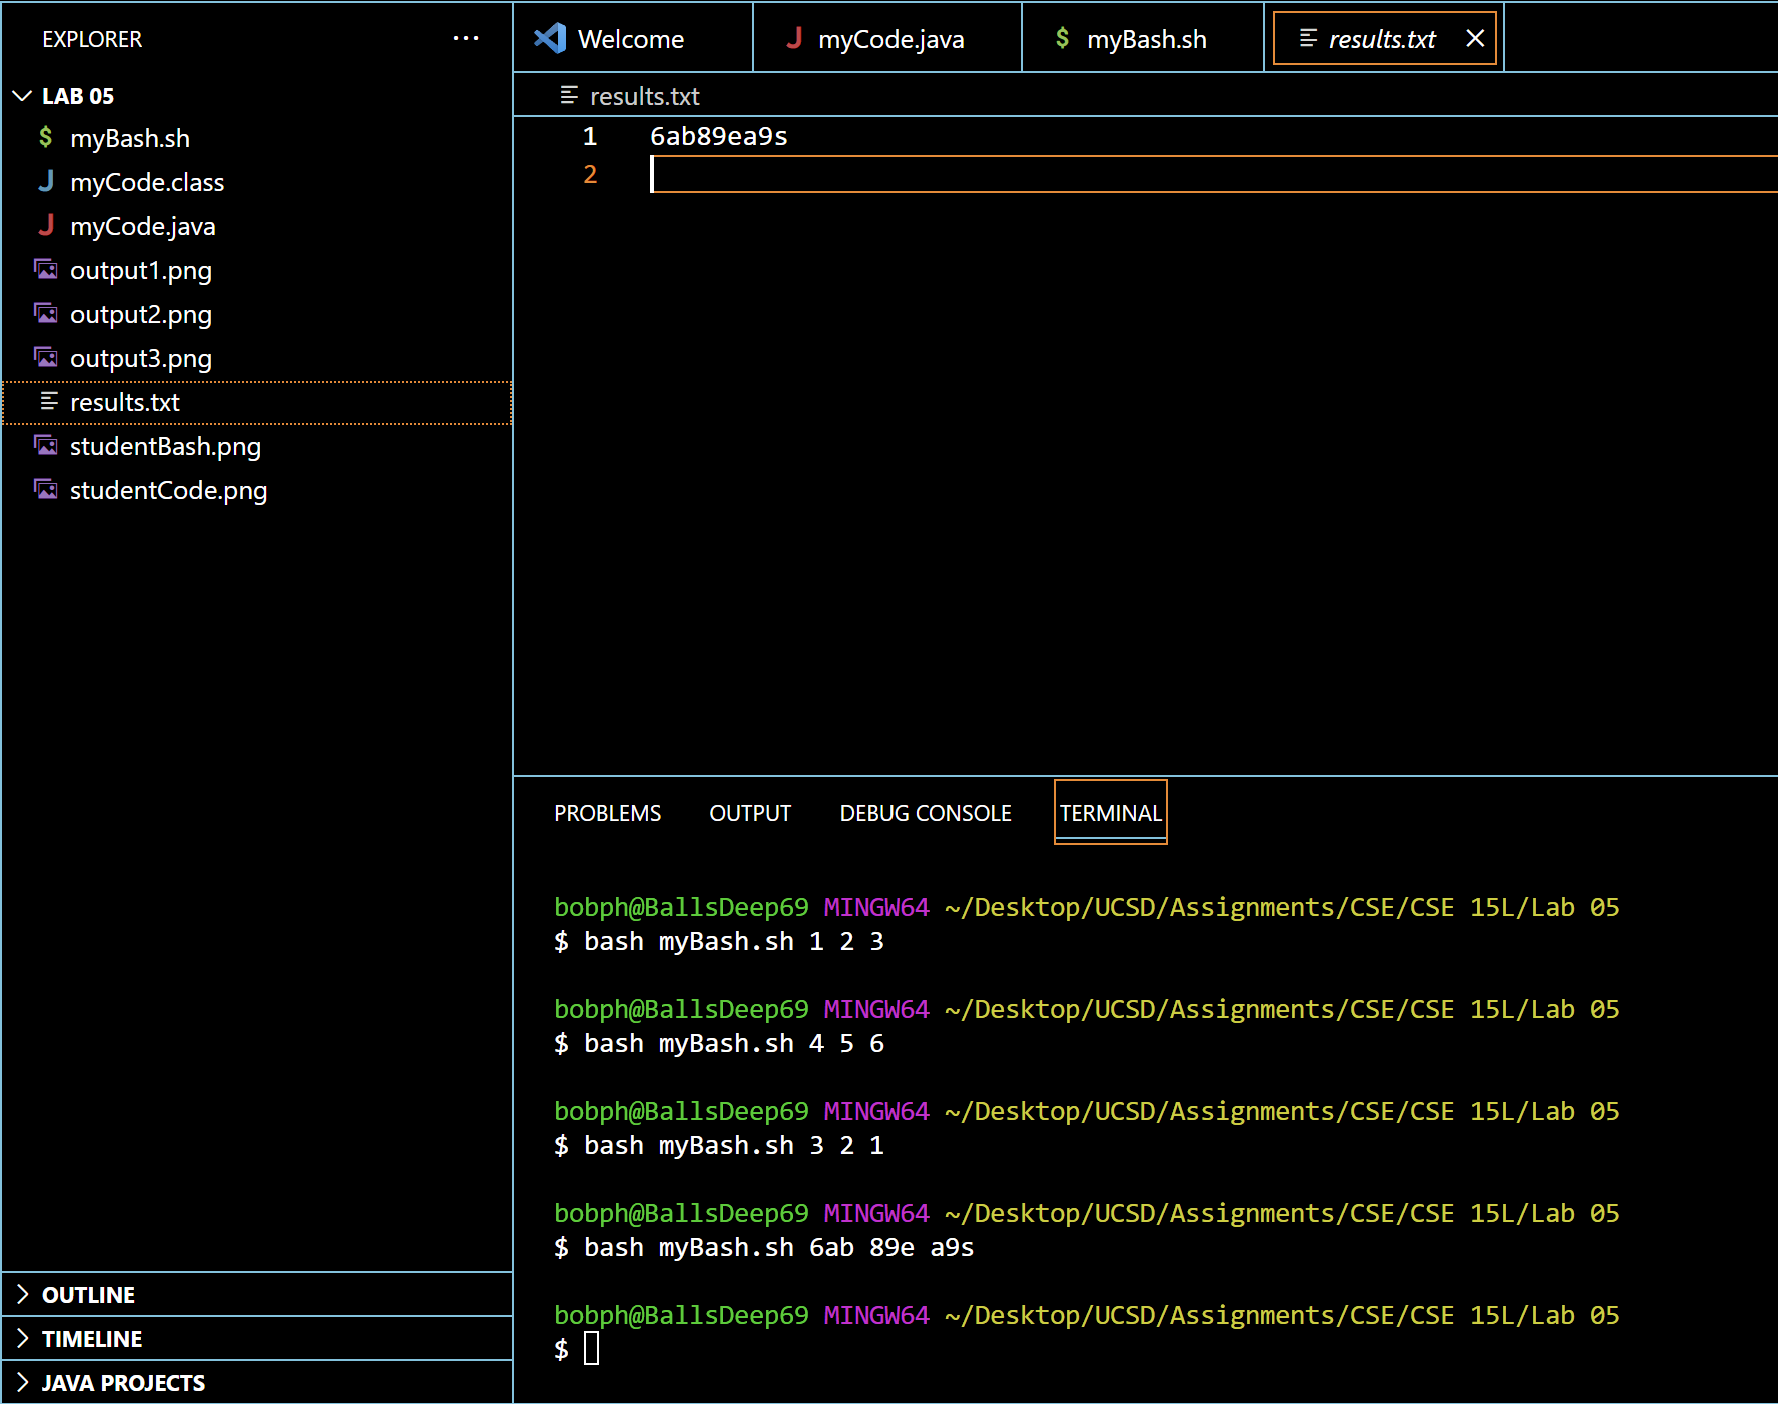 EXPLORER ...
LAB 05
$ myBash.sh
J myCode.class
J myCode.java
output1.png
output2.png
output3.png
results.txt
studentBash.png
studentCode.png
OUTLINE
TIMELINE
JAVA PROJECTS
Welcome J myCode.java $ myBash.sh results.txt
results.txt
1 6ab89ea9s
2
PROBLEMS OUTPUT DEBUG CONSOLE TERMINAL
bobph@BallsDeep69 MINGW64 ~/Desktop/UCSD/Assignments/CSE/CSE 15L/Lab 05
$ bash myBash.sh 1 2 3
bobph@BallsDeep69 MINGW64 ~/Desktop/UCSD/Assignments/CSE/CSE 15L/Lab 05
$ bash myBash.sh 4 5 6
bobph@BallsDeep69 MINGW64 ~/Desktop/UCSD/Assignments/CSE/CSE 15L/Lab 05
$ bash myBash.sh 3 2 1
bobph@BallsDeep69 MINGW64 ~/Desktop/UCSD/Assignments/CSE/CSE 15L/Lab 05
$ bash myBash.sh 6ab 89e a9s
bobph@BallsDeep69 MINGW64 ~/Desktop/UCSD/Assignments/CSE/CSE 15L/Lab 05
$